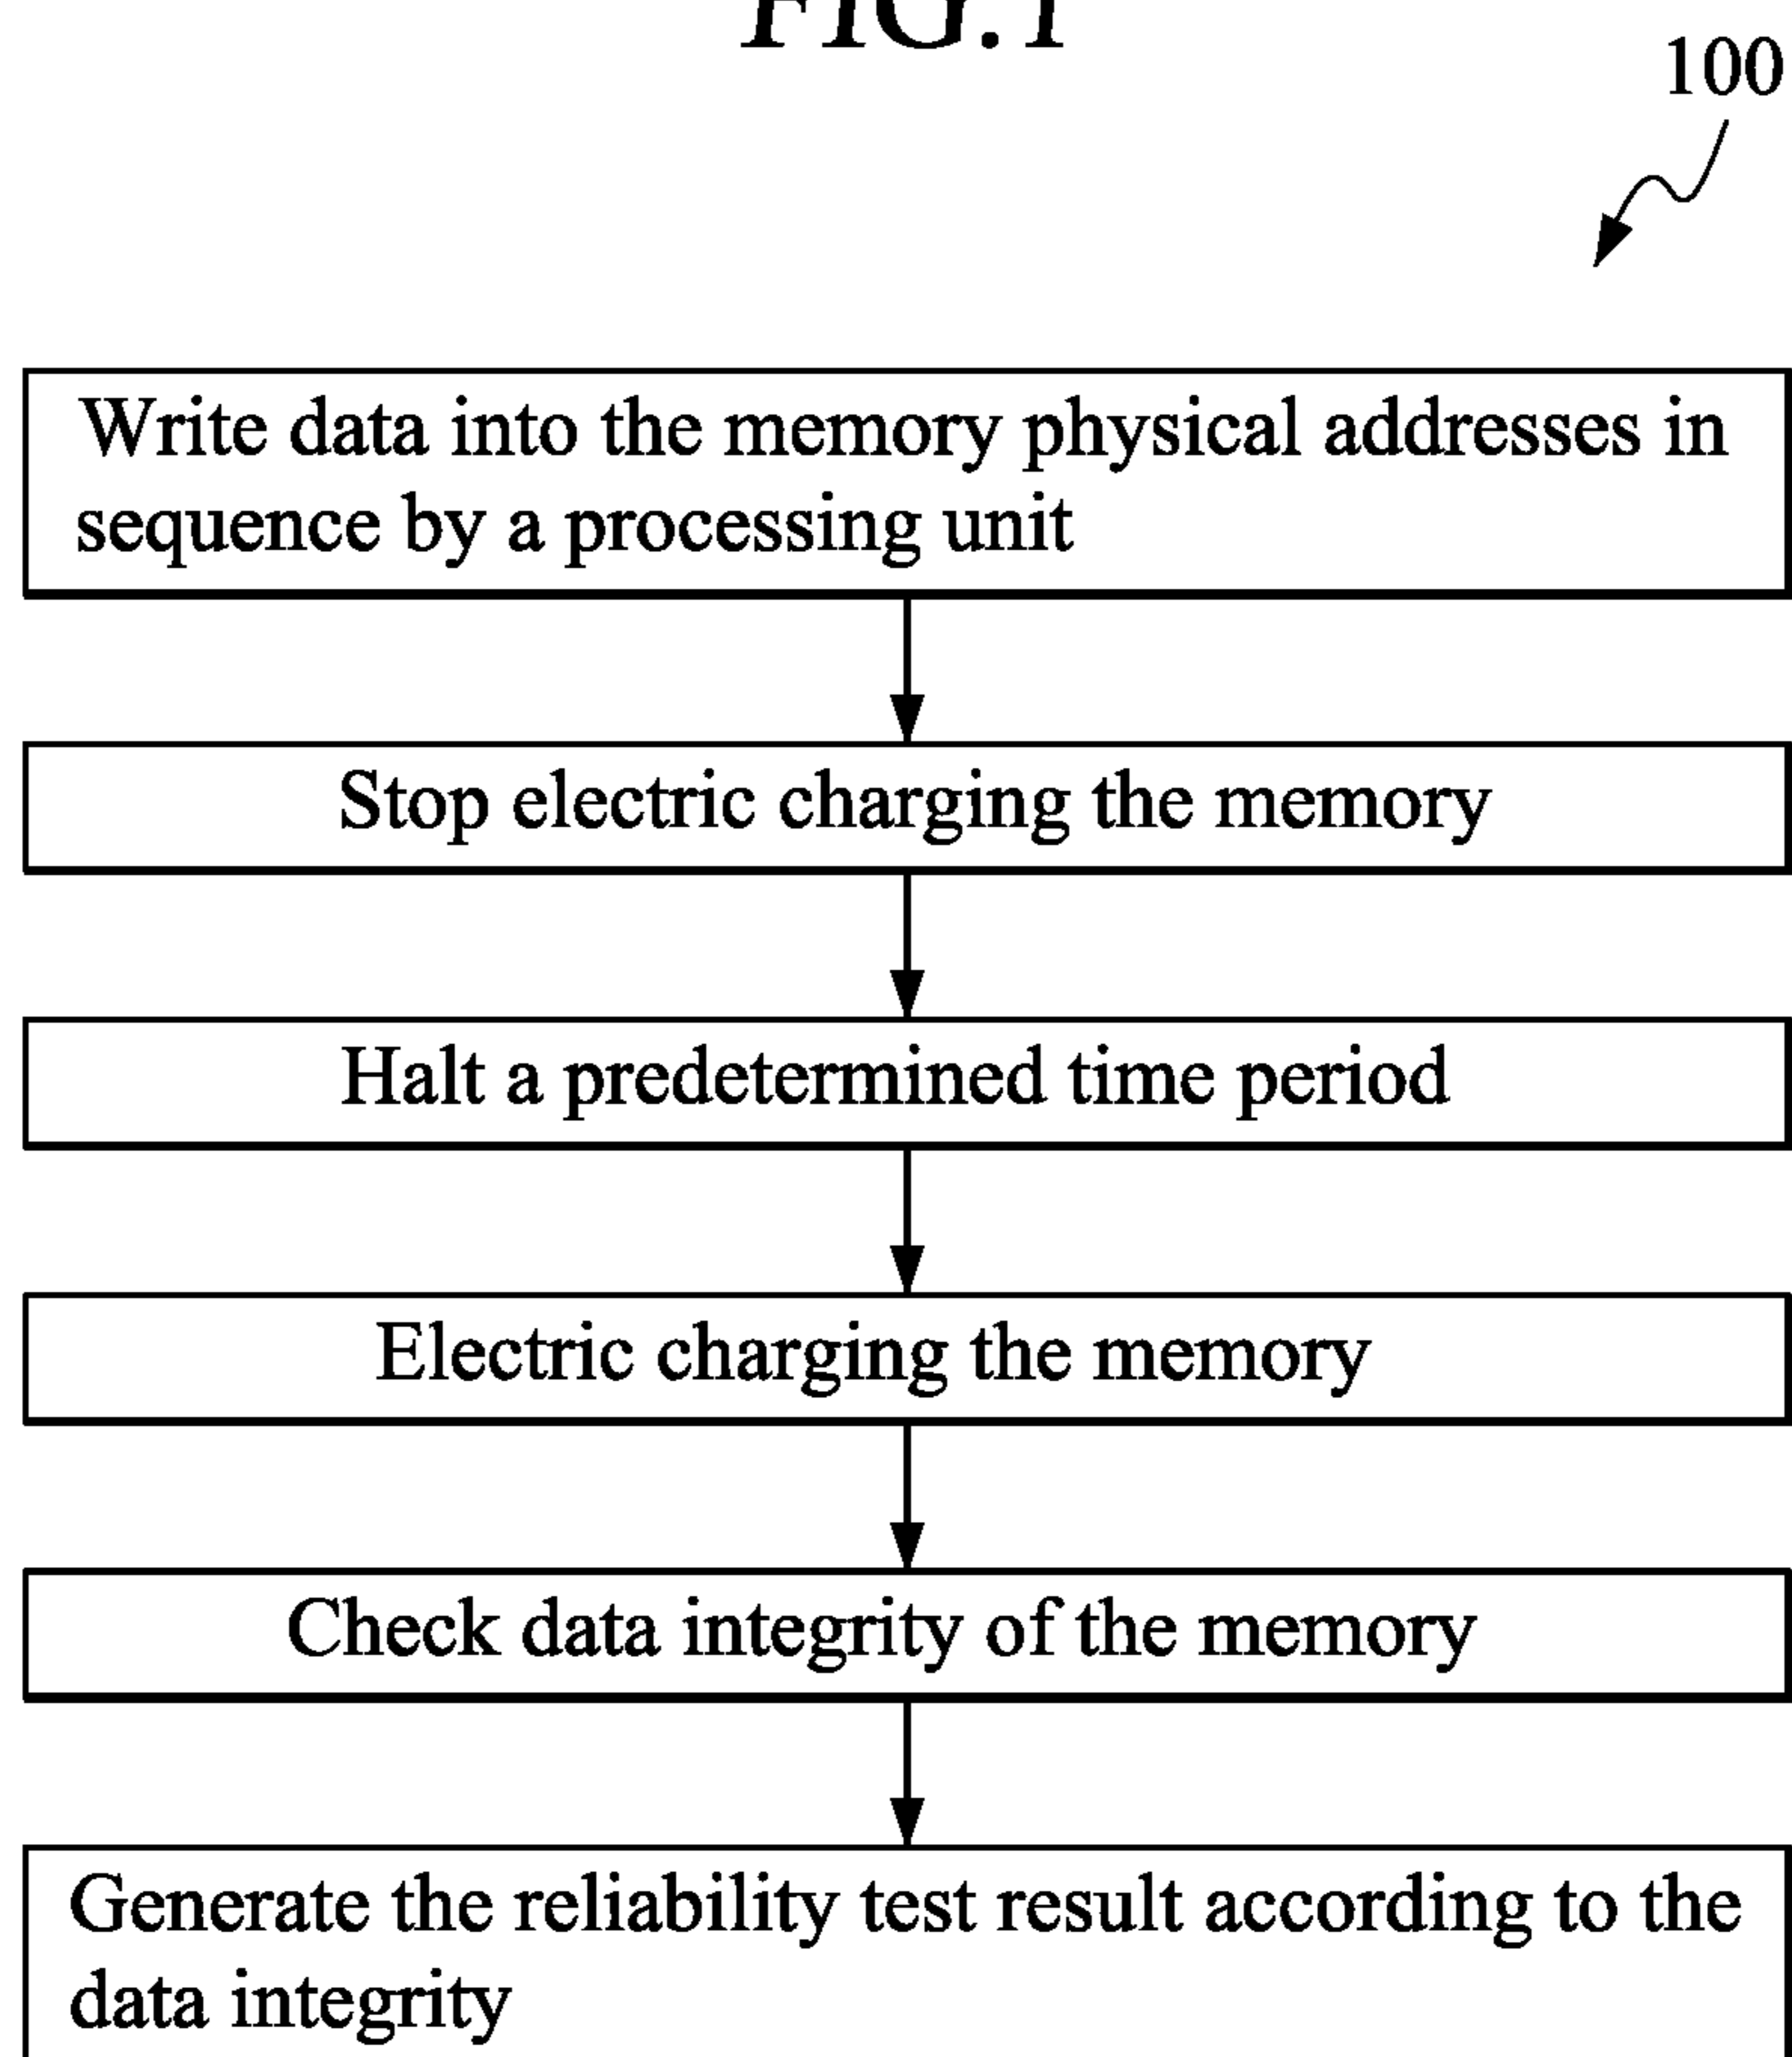 FIG.1
100
Write data into the memory physical addresses in
sequence by a processing unit
Stop electric charging the memory
Halt a predetermined time period
Electric charging the memory
Check data integrity of the memory
Generate the reliability test result according to the
data integrity